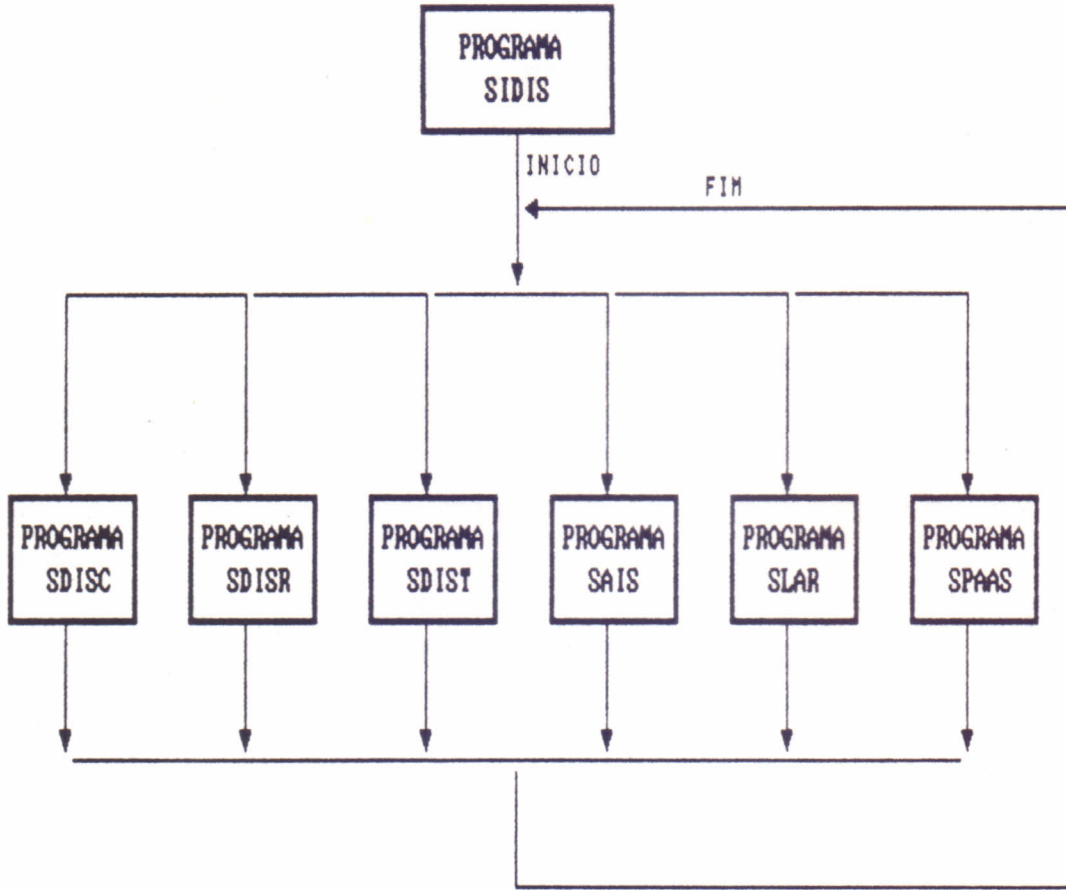 PROGRAMA
SIDIS
INICIO
FIM
PROGRAMA
SDISC
PROGRAMA
SDISR
PROGRAMA
SDIST
PROGRAMA
SAIS
PROGRAMA
SLAR
PROGRAMA
SPAAS